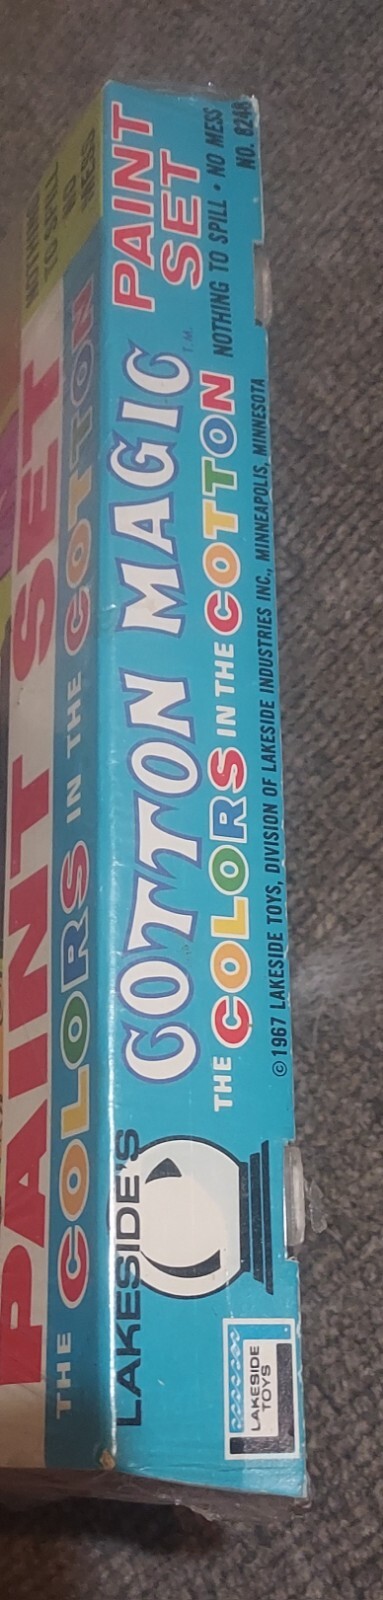 NOTHING
TO SPILL
NO
MESS
PAINT SET
THE COLORS IN THE COTTON
LAKESIDE'S
COTTON MAGIC T.M.
PAINT
SET
THE COLORS IN THE COTTON
NOTHING TO SPILL • NO MESS
NO. 8248
©1967 LAKESIDE TOYS, DIVISION OF LAKESIDE INDUSTRIES INC., MINNEAPOLIS, MINNESOTA
LAKESIDE
TOYS